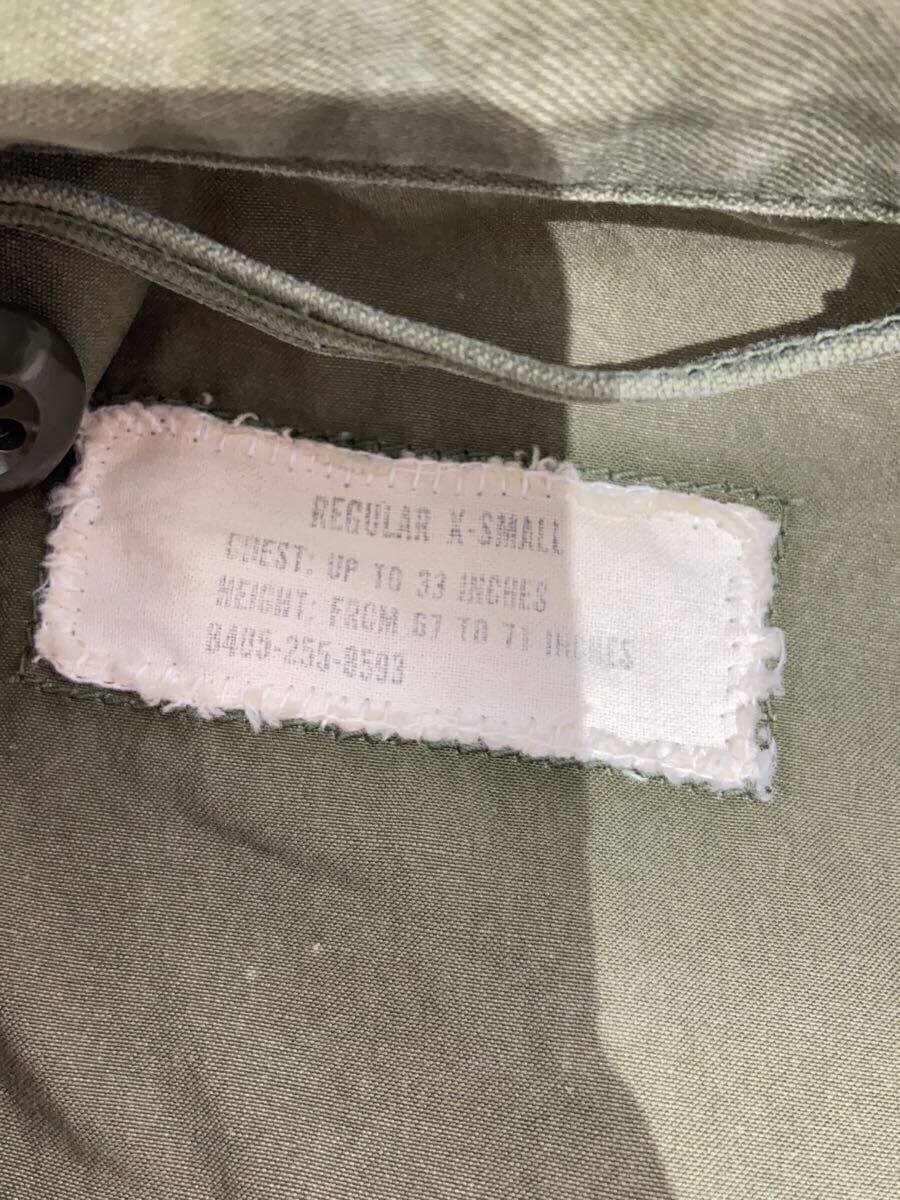 REGULAR X-SMALL
CHEST: UP TO 33 INCHES
HEIGHT: FROM 67 TO 71 INCHES
8405-255-8593